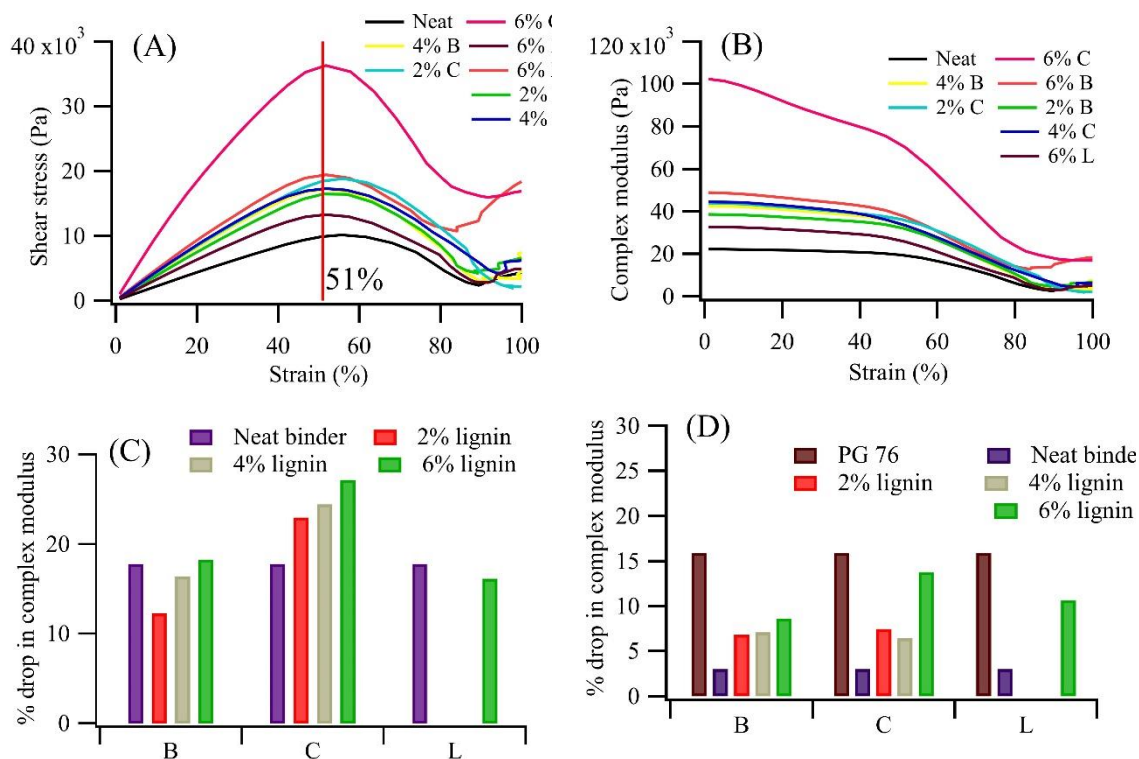 (A)
Neat
6% C
4% B
6%
2% C
6%
2%
4%
40 x10³
30
20
10
0
Shear stress (Pa)
51%
0 20 40 60 80 100
Strain (%)
(B)
Neat
6% C
4% B
6% B
2% C
2% B
4% C
6% L
120 x10³
100
80
60
40
20
0
Complex modulus (Pa)
0 20 40 60 80 100
Strain (%)
(C)
Neat binder
2% lignin
4% lignin
6% lignin
30
20
10
0
% drop in complex modulus
B C L
(D)
PG 76
Neat binde
2% lignin
4% lignin
6% lignin
30
25
20
15
10
5
0
% drop in complex modulus
B C L